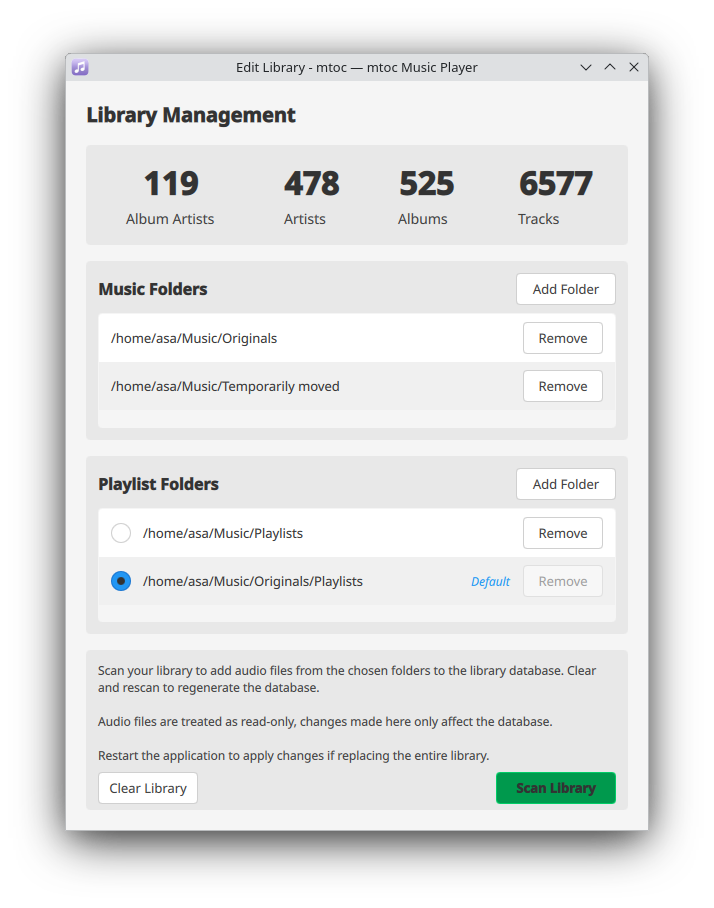 Edit Library - mtoc — mtoc Music Player
Library Management
119 478 525 6577
Album Artists Artists Albums Tracks
Music Folders Add Folder
/home/asa/Music/Originals Remove
/home/asa/Music/Temporarily moved Remove
Playlist Folders Add Folder
/home/asa/Music/Playlists Remove
/home/asa/Music/Originals/Playlists Default Remove
Scan your library to add audio files from the chosen folders to the library database. Clear
and rescan to regenerate the database.
Audio files are treated as read-only, changes made here only affect the database.
Restart the application to apply changes if replacing the entire library.
Clear Library Scan Library